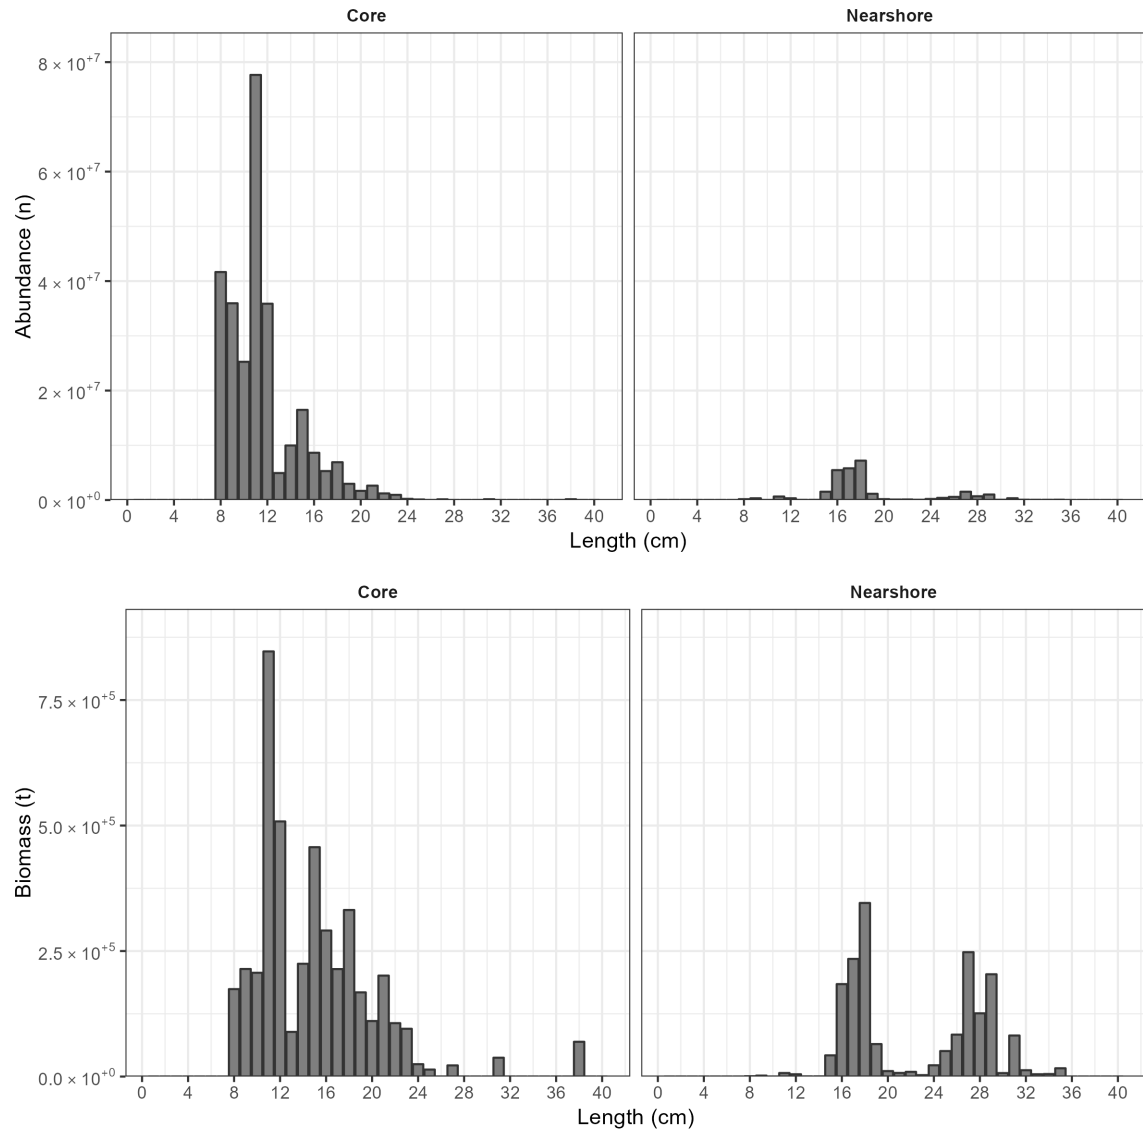 Core Nearshore
8 × 10⁺⁷
6 × 10⁺⁷
4 × 10⁺⁷
2 × 10⁺⁷
0 × 10⁺⁰
Abundance (n)
0 4 8 12 16 20 24 28 32 36 40 0 4 8 12 16 20 24 28 32 36 40
Length (cm)
Core Nearshore
7.5 × 10⁺⁵
5.0 × 10⁺⁵
2.5 × 10⁺⁵
0.0 × 10⁺⁰
Biomass (t)
0 4 8 12 16 20 24 28 32 36 40 0 4 8 12 16 20 24 28 32 36 40
Length (cm)